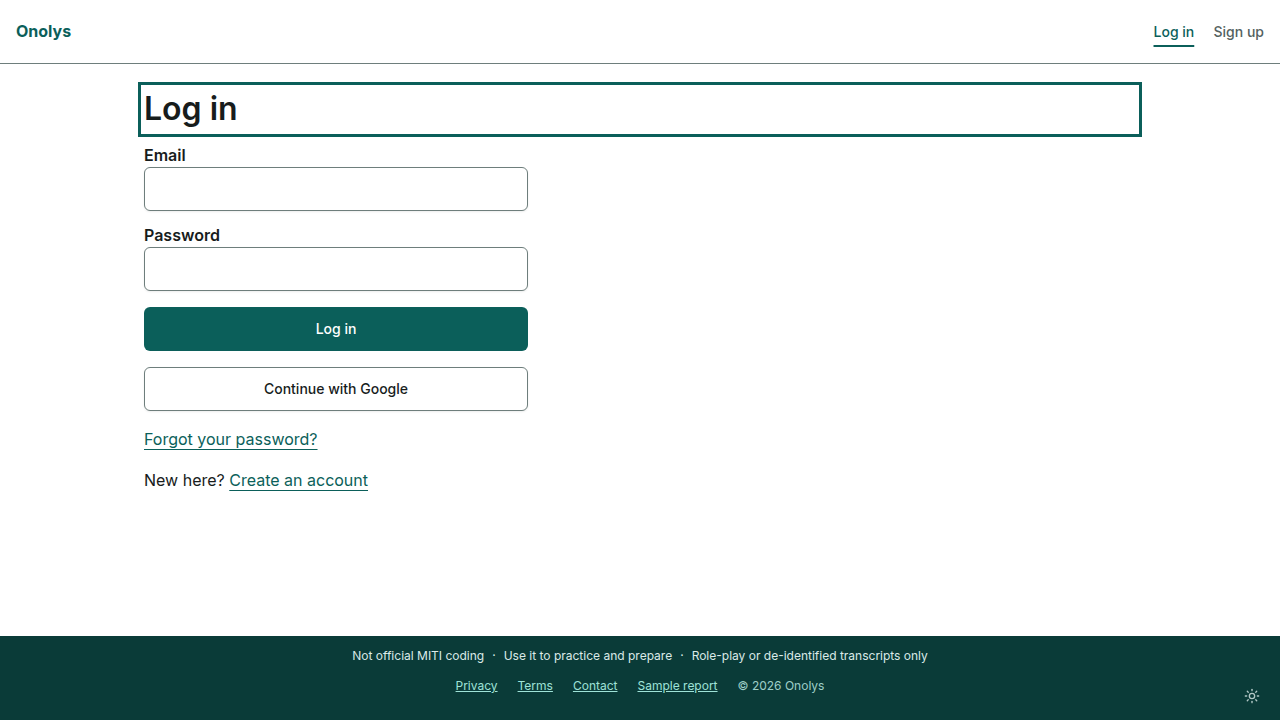 Onolys
Log in
Sign up
Log in
Email
Password
Log in
Continue with Google
Forgot your password?
New here? Create an account
Not official MITI coding · Use it to practice and prepare · Role-play or de-identified transcripts only
Privacy Terms Contact Sample report © 2026 Onolys